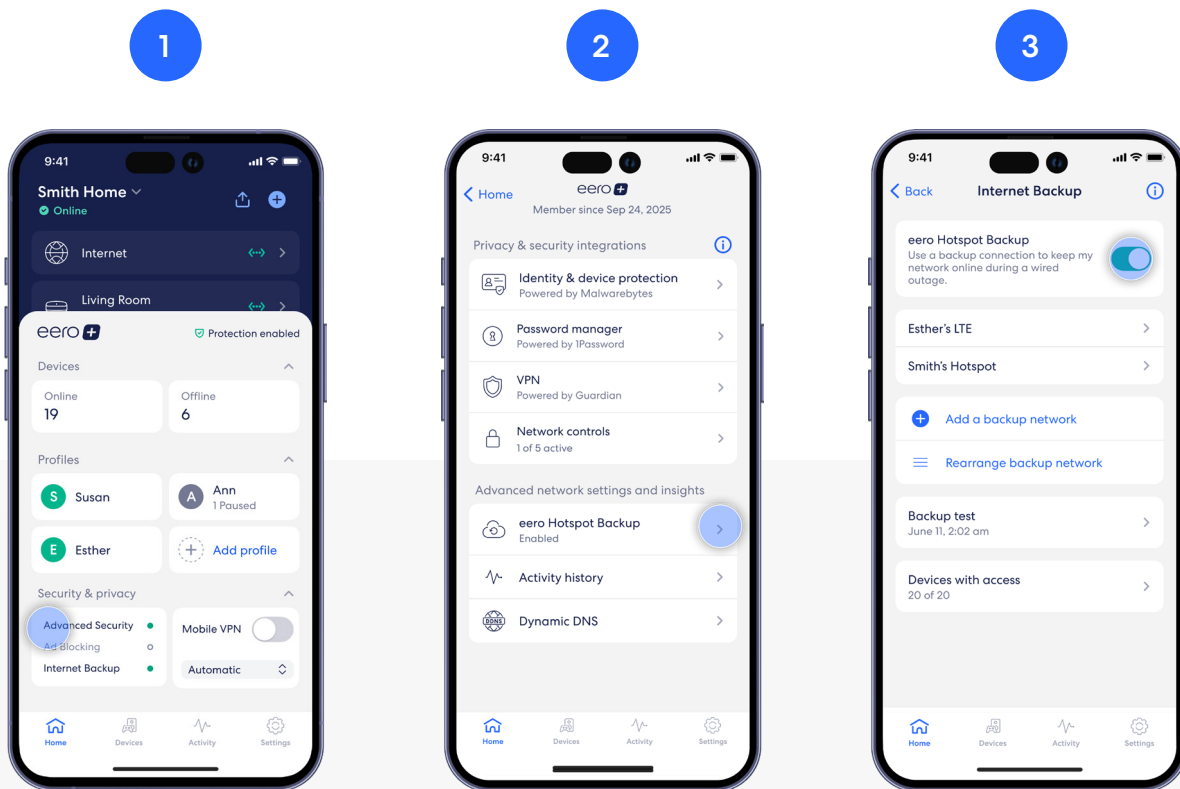 1
2
3
9:41
Smith Home
Online
Internet
Living Room
eero +
Protection enabled
Devices
Online
19
Offline
6
Profiles
S Susan
A Ann
1 Paused
E Esther
Add profile
Security & privacy
Advanced Security
Ad Blocking
Internet Backup
Mobile VPN
Automatic
Home
Devices
Activity
Settings
9:41
Home
eero +
Member since Sep 24, 2025
Privacy & security integrations
Identity & device protection
Powered by Malwarebytes
Password manager
Powered by 1Password
VPN
Powered by Guardian
Network controls
1 of 5 active
Advanced network settings and insights
eero Hotspot Backup
Enabled
Activity history
DDNS
Dynamic DNS
Home
Devices
Activity
Settings
9:41
Back
Internet Backup
eero Hotspot Backup
Use a backup connection to keep my
network online during a wired
outage.
Esther's LTE
Smith's Hotspot
Add a backup network
Rearrange backup network
Backup test
June 11, 2:02 am
Devices with access
20 of 20
Home
Devices
Activity
Settings